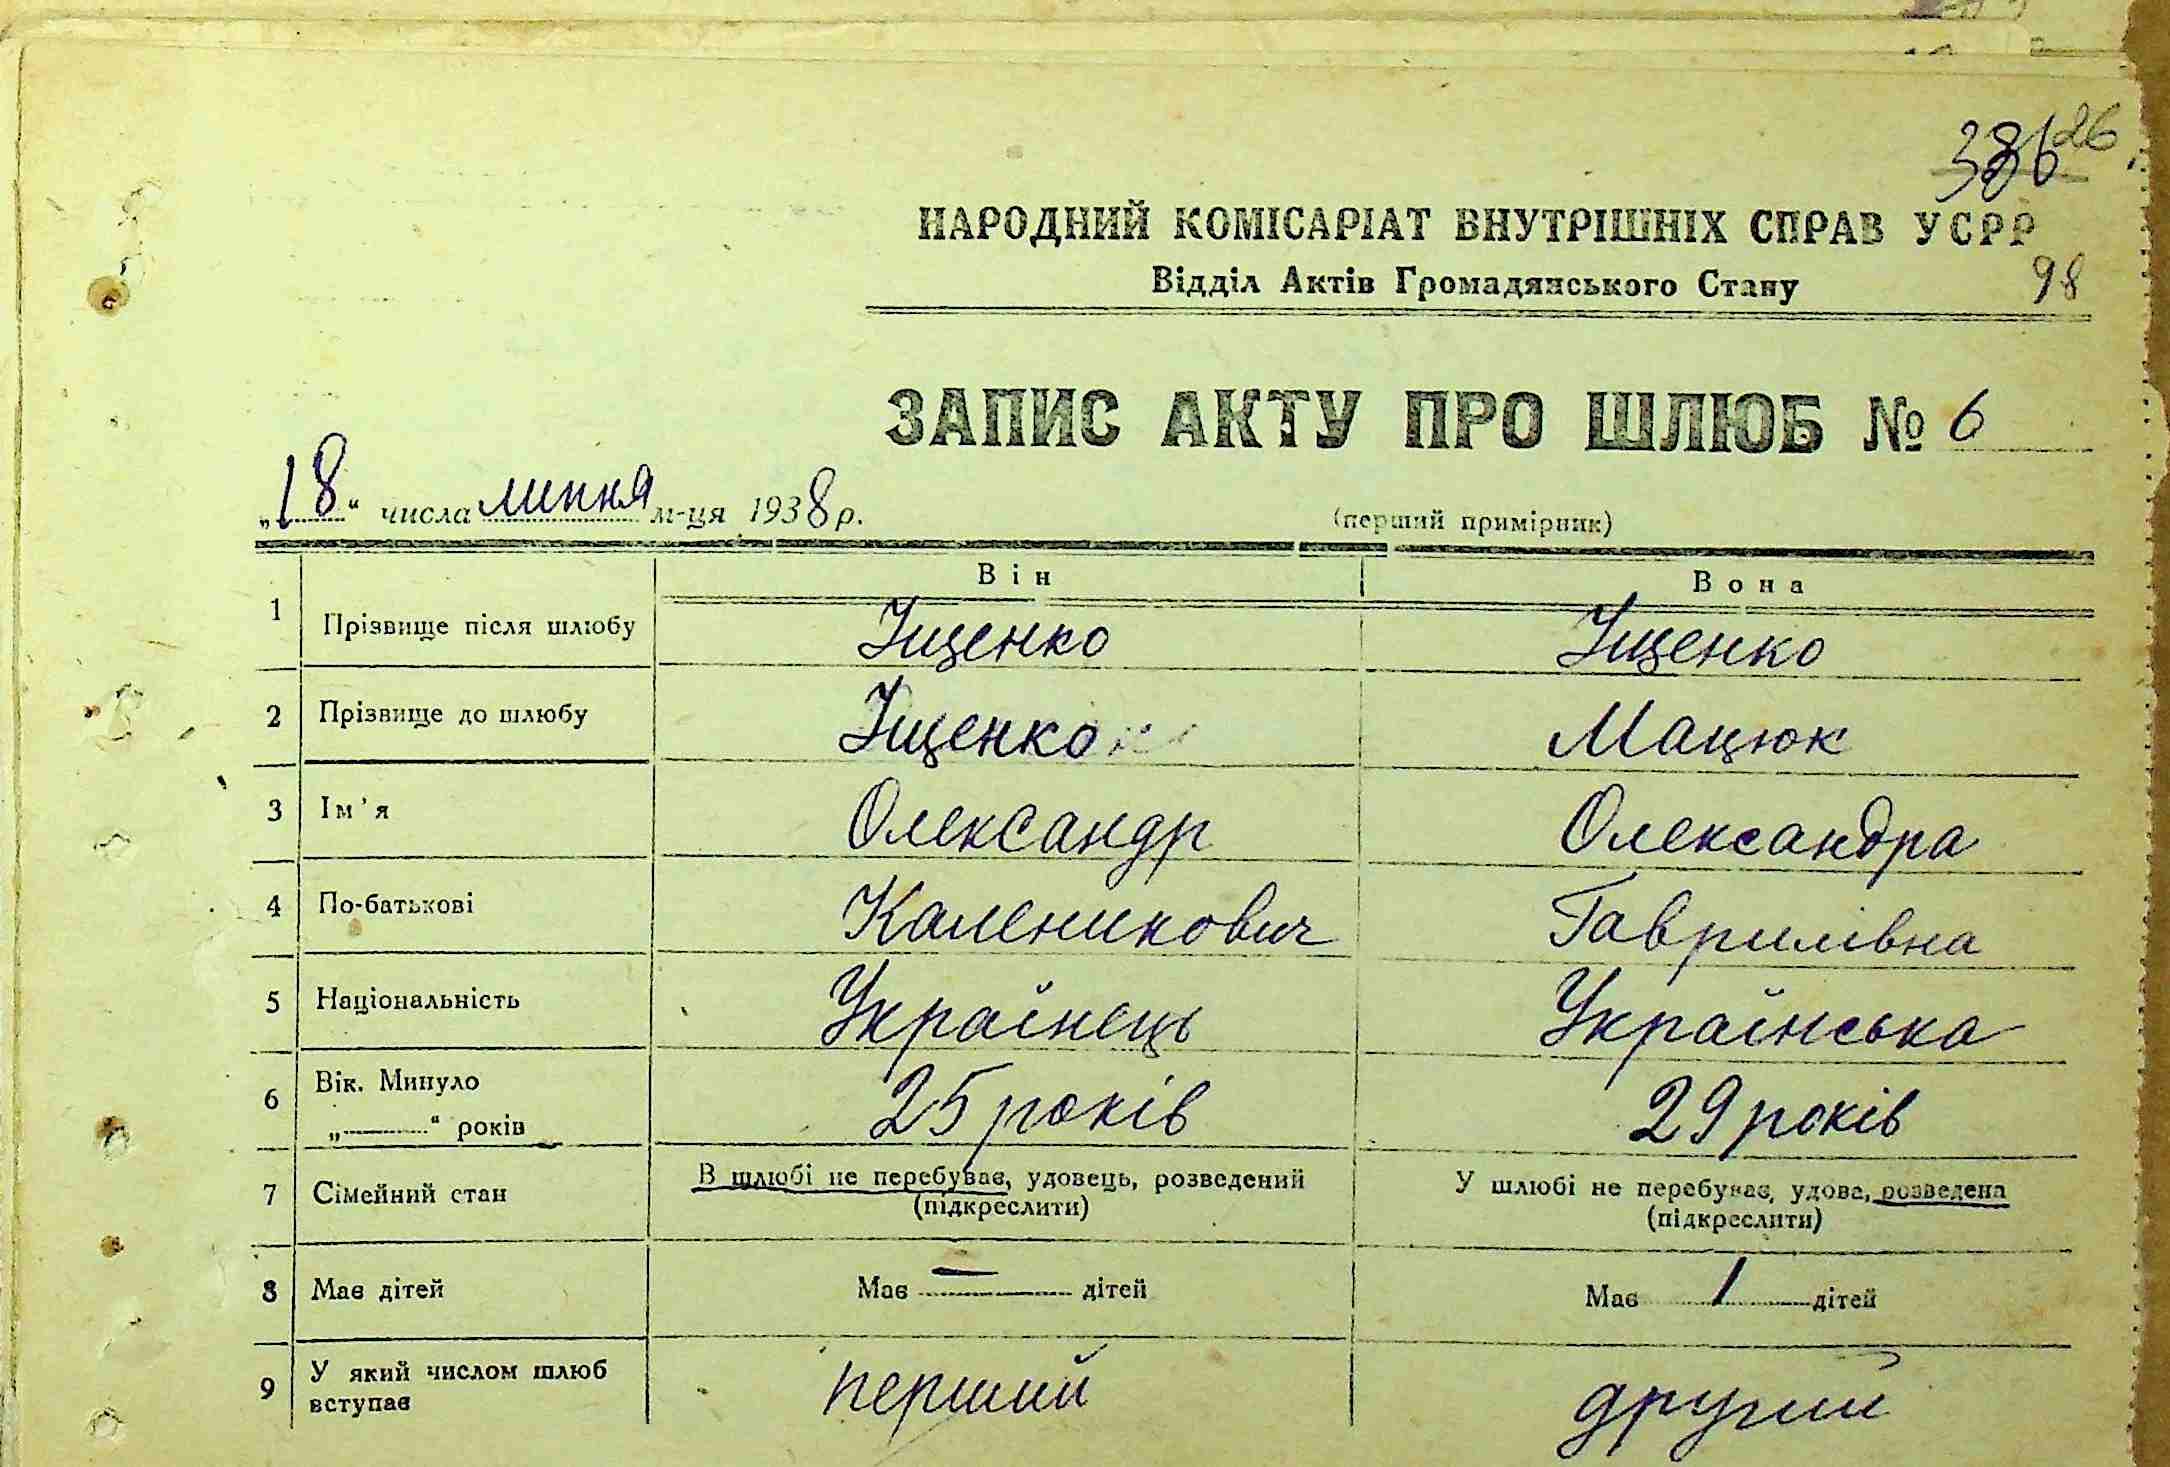 26
386
НАРОДНИЙ КОМІСАРІАТ ВНУТРІШНІХ СПРАВ УСРР
Відділ Актів Громадянського Стану
98
ЗАПИС АКТУ ПРО ШЛЮБ № 6
„18“ числа липня м-ця 1938 р.
(перший примірник)
Він Вона
1 Прізвище після шлюбу Іщенко Іщенко
2 Прізвище до шлюбу Іщенко Мацюк
3 Ім'я Олександр Олександра
4 По-батькові Каленикович Гаврилівна
5 Національність Українець Українська
6 Вік. Минуло 25 років 29 років
„ “ років
7 Сімейний стан В шлюбі не перебуває, удовець, розведений У шлюбі не перебуває, удова, розведена
(підкреслити) (підкреслити)
8 Має дітей Має — дітей Має 1 дітей
9 У який числом шлюб перший другий
вступає